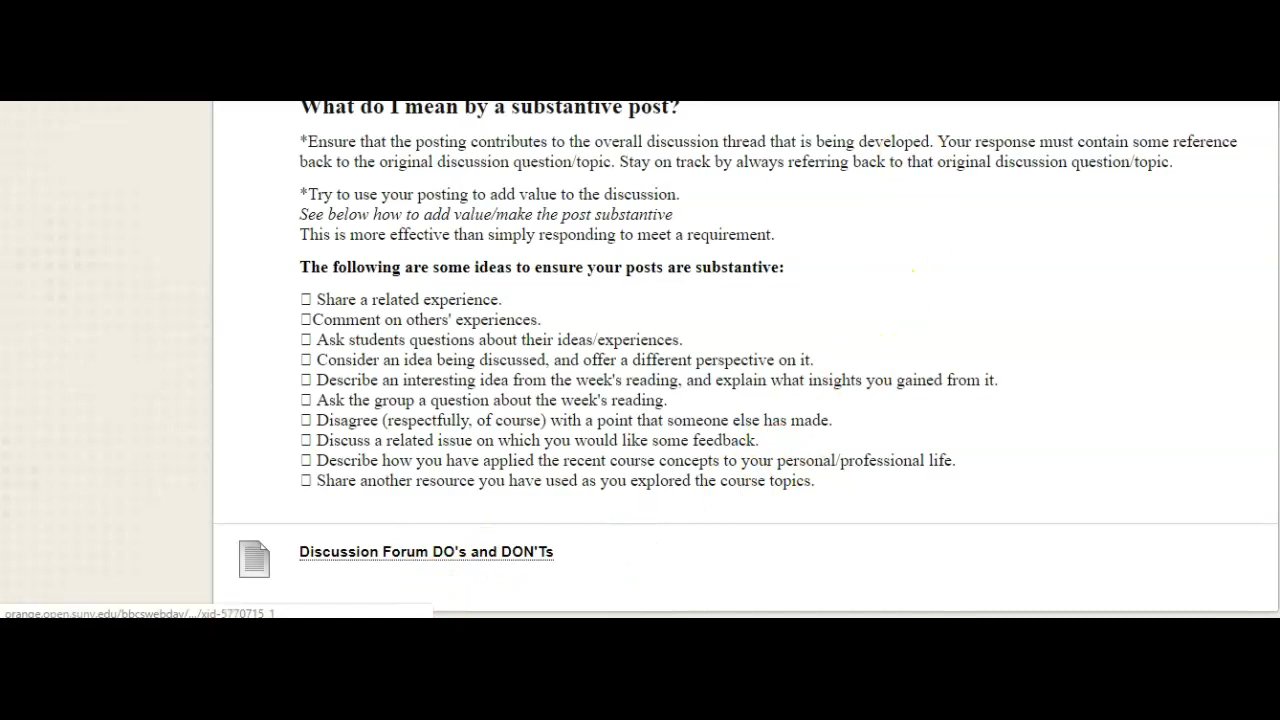 What do I mean by a substantive post?
*Ensure that the posting contributes to the overall discussion thread that is being developed. Your response must contain some reference
back to the original discussion question/topic. Stay on track by always referring back to that original discussion question/topic.
*Try to use your posting to add value to the discussion.
See below how to add value/make the post substantive
This is more effective than simply responding to meet a requirement.
The following are some ideas to ensure your posts are substantive:
□ Share a related experience.
□Comment on others' experiences.
□ Ask students questions about their ideas/experiences.
□ Consider an idea being discussed, and offer a different perspective on it.
□ Describe an interesting idea from the week's reading, and explain what insights you gained from it.
□ Ask the group a question about the week's reading.
□ Disagree (respectfully, of course) with a point that someone else has made.
□ Discuss a related issue on which you would like some feedback.
□ Describe how you have applied the recent course concepts to your personal/professional life.
□ Share another resource you have used as you explored the course topics.
Discussion Forum DO's and DON'Ts
orange.open.suny.edu/bbcswebdav/.../xid-5770715_1